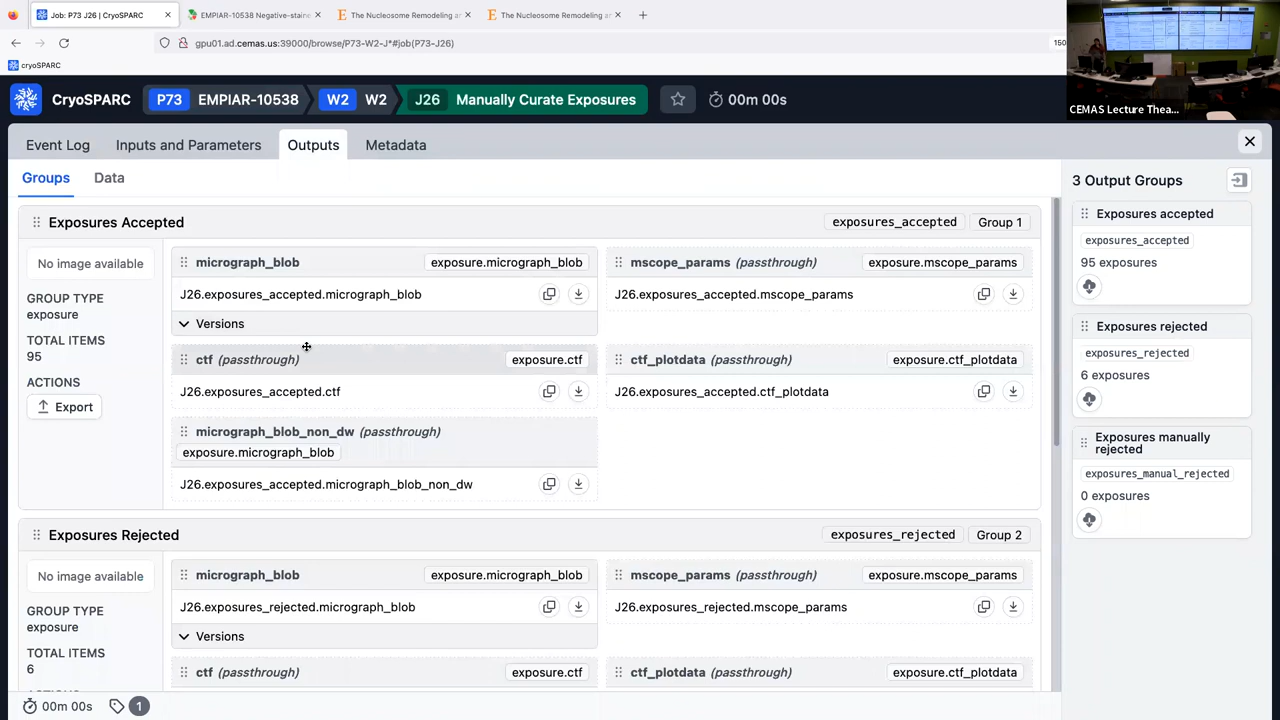 Job: P73 J26 | CryoSPARC
EMPIAR-10538 Negative-staine
The Nucleosome Remodeling a
The Nucleosome Remodeling ar
gpu01.ad.cemas.us:39000/browse/P73-W2-J*#job(P73-J26)
150
cryoSPARC
CryoSPARC
P73
EMPIAR-10538
W2
W2
J26
Manually Curate Exposures
00m 00s
CEMAS Lecture Thea...
Event Log
Inputs and Parameters
Outputs
Metadata
Groups
Data
Exposures Accepted
exposures_accepted
Group 1
No image available
GROUP TYPE
exposure
TOTAL ITEMS
95
ACTIONS
Export
micrograph_blob
exposure.micrograph_blob
J26.exposures_accepted.micrograph_blob
Versions
mscope_params (passthrough)
exposure.mscope_params
J26.exposures_accepted.mscope_params
ctf (passthrough)
exposure.ctf
J26.exposures_accepted.ctf
ctf_plotdata (passthrough)
exposure.ctf_plotdata
J26.exposures_accepted.ctf_plotdata
micrograph_blob_non_dw (passthrough)
exposure.micrograph_blob
J26.exposures_accepted.micrograph_blob_non_dw
Exposures Rejected
exposures_rejected
Group 2
No image available
GROUP TYPE
exposure
TOTAL ITEMS
6
micrograph_blob
exposure.micrograph_blob
J26.exposures_rejected.micrograph_blob
Versions
mscope_params (passthrough)
exposure.mscope_params
J26.exposures_rejected.mscope_params
ctf (passthrough)
exposure.ctf
ctf_plotdata (passthrough)
exposure.ctf_plotdata
3 Output Groups
Exposures accepted
exposures_accepted
95 exposures
Exposures rejected
exposures_rejected
6 exposures
Exposures manually
rejected
exposures_manual_rejected
0 exposures
00m 00s
1